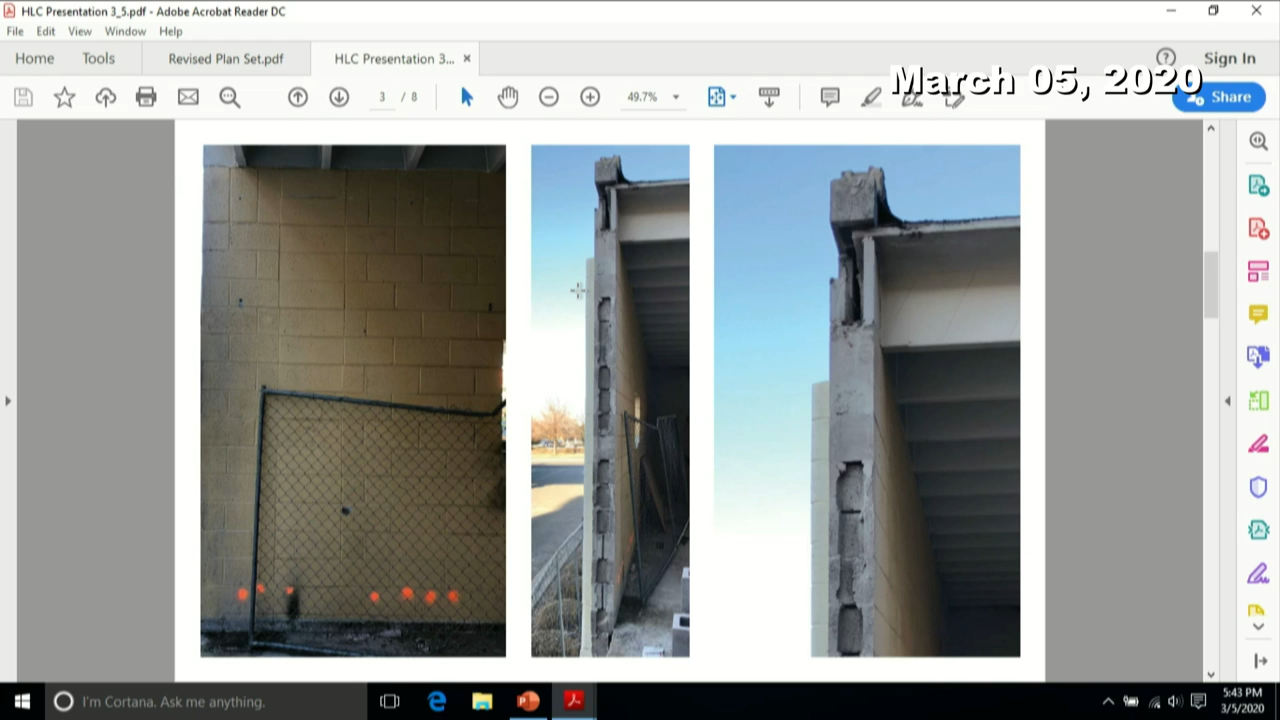 HLC Presentation 3_5.pdf - Adobe Acrobat Reader DC
File Edit View Window Help
Home Tools Revised Plan Set.pdf HLC Presentation 3... × ? Sign In
March 05, 2020
3 / 8 49.7% Share
I'm Cortana. Ask me anything.
5:43 PM
3/5/2020